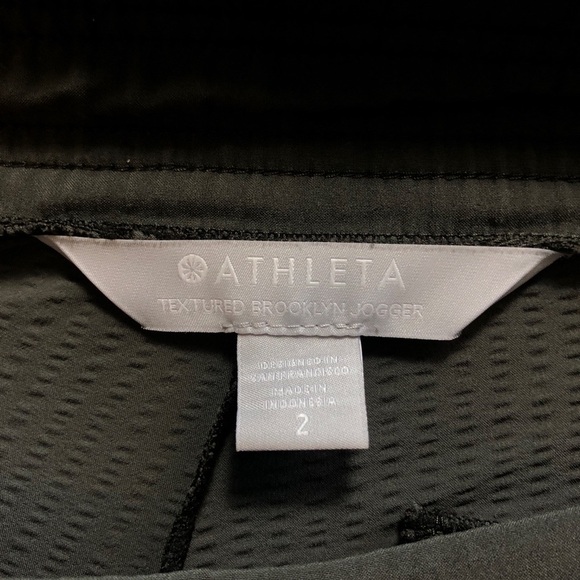 ATHLETA
TEXTURED BROOKLYN JOGGER
DESIGNED IN
SAN FRANCISCO
MADE IN
INDONESIA
2